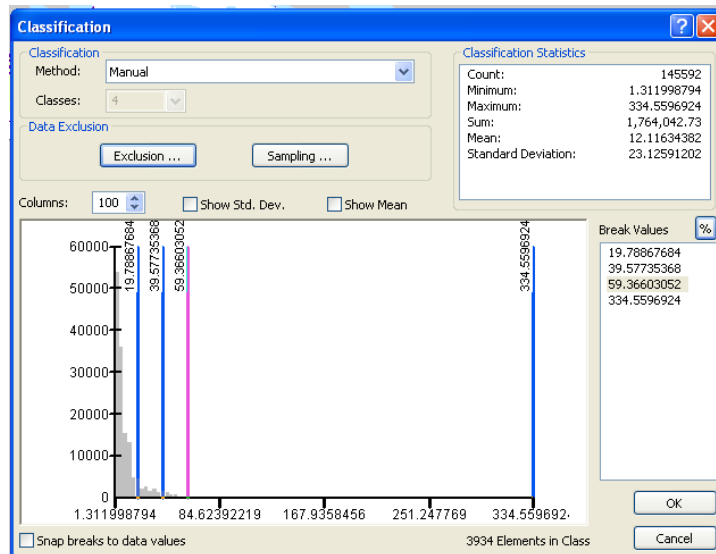 Classification
Classification
Method: Manual
Classes: 4
Data Exclusion
Exclusion ...
Sampling ...
Classification Statistics
Count: 145592
Minimum: 1.311998794
Maximum: 334.5596924
Sum: 1,764,042.73
Mean: 12.11634382
Standard Deviation: 23.12591202
Columns: 100
Show Std. Dev.
Show Mean
Break Values %
19.78867684
39.57735368
59.36603052
334.5596924
60000
50000
40000
30000
20000
10000
0
19.78867684
39.57735368
59.36603052
334.5596924
1.311998794 84.62392219 167.9358456 251.247769 334.559692
OK
Snap breaks to data values
3934 Elements in Class
Cancel